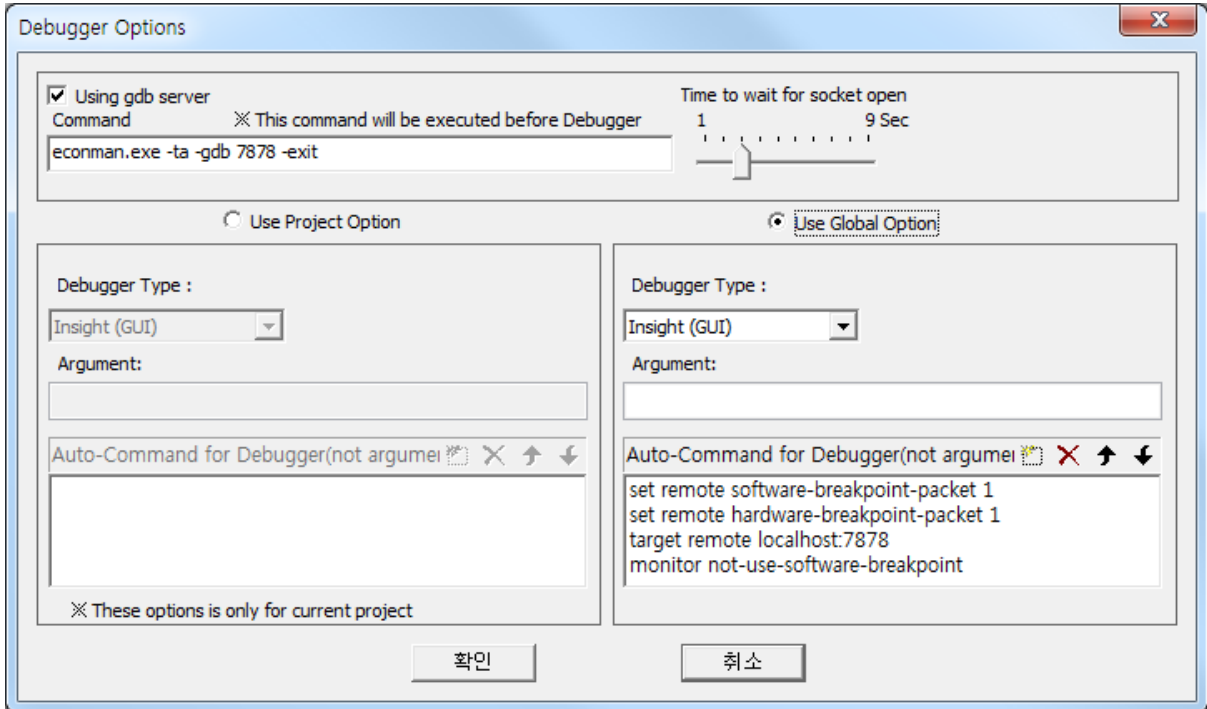 Debugger Options
Using gdb server
Time to wait for socket open
Command ※ This command will be executed before Debugger
1 9 Sec
econman.exe -ta -gdb 7878 -exit
Use Project Option
Use Global Option
Debugger Type :
Insight (GUI)
Argument:
Auto-Command for Debugger(not argumer
※ These options is only for current project
Debugger Type :
Insight (GUI)
Argument:
Auto-Command for Debugger(not argumer
set remote software-breakpoint-packet 1
set remote hardware-breakpoint-packet 1
target remote localhost:7878
monitor not-use-software-breakpoint
확인
취소